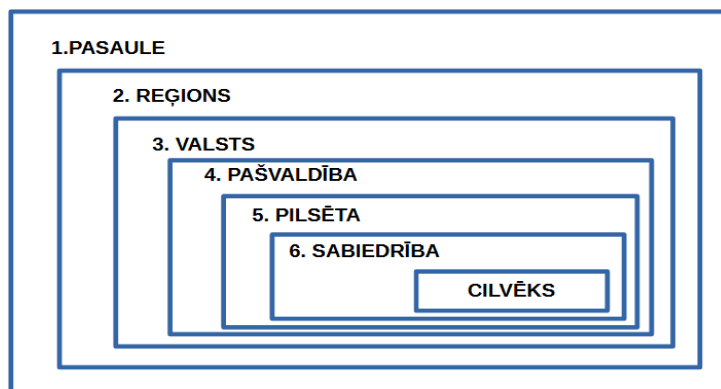 1.PASAULE
2. REĢIONS
3. VALSTS
4. PAŠVALDĪBA
5. PILSĒTA
6. SABIEDRĪBA
CILVĒKS